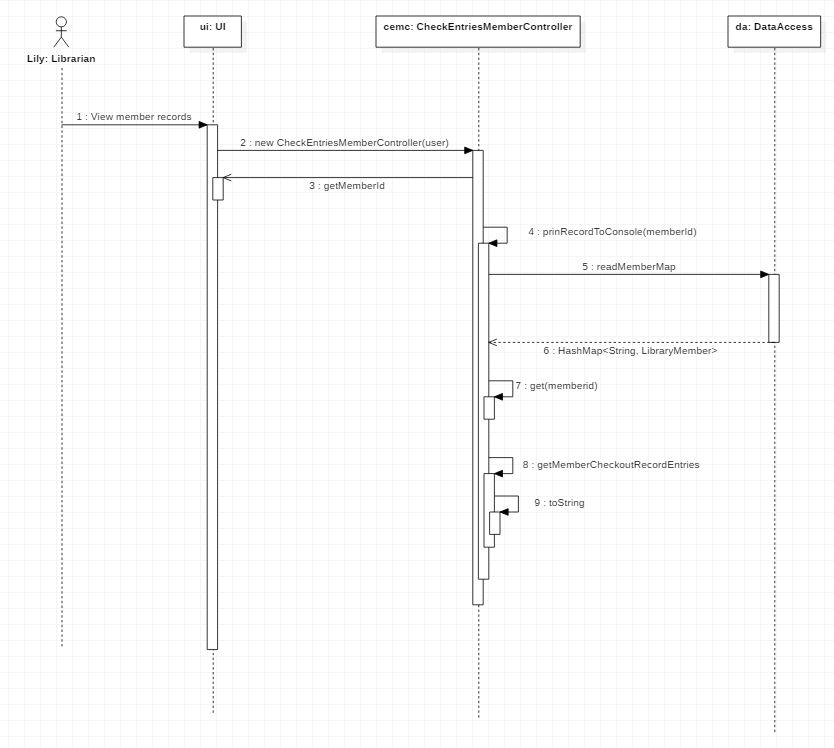 ui: UI
cemc: CheckEntriesMemberController
da: DataAccess
Lily: Librarian
1 : View member records
2 : new CheckEntriesMemberController(user)
3 : getMemberId
4 : prinRecordToConsole(memberId)
5 : readMemberMap
6 : HashMap<String, LibraryMember>
7 : get(memberid)
8 : getMemberCheckoutRecordEntries
9 : toString